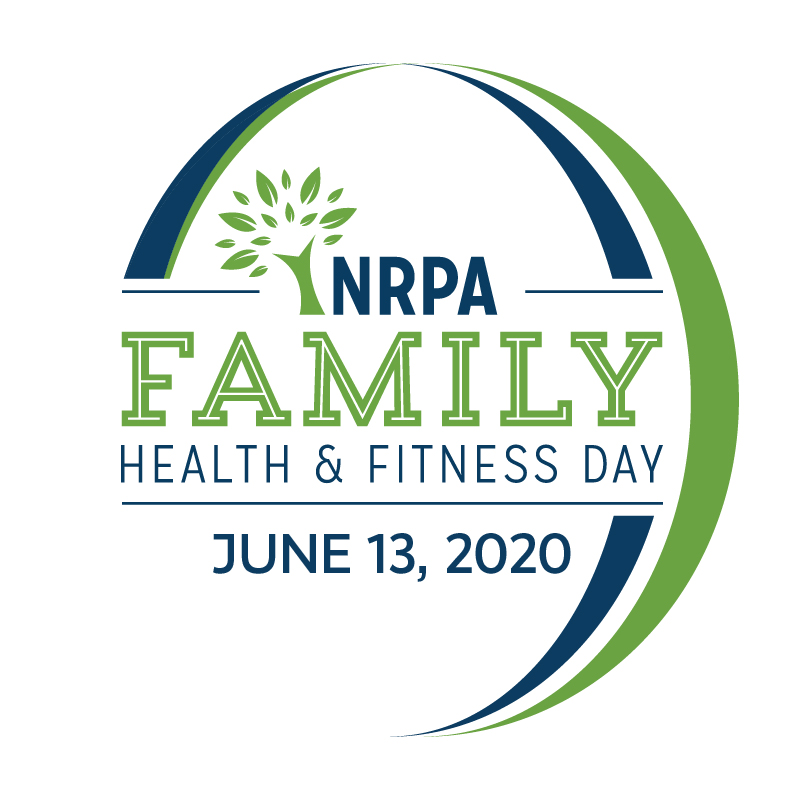 NRPA
FAMILY
HEALTH & FITNESS DAY
JUNE 13, 2020